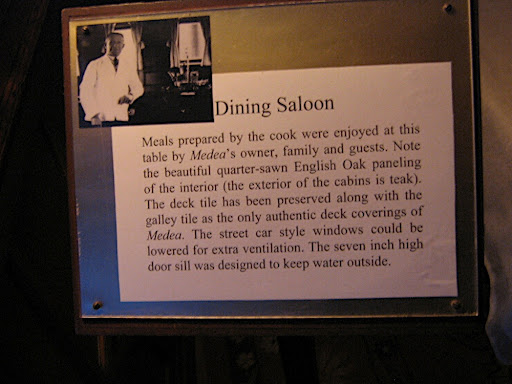 Dining Saloon
Meals prepared by the cook were enjoyed at this
table by Medea's owner, family and guests. Note
the beautiful quarter-sawn English Oak paneling
of the interior (the exterior of the cabins is teak).
The deck tile has been preserved along with the
galley tile as the only authentic deck coverings of
Medea. The street car style windows could be
lowered for extra ventilation. The seven inch high
door sill was designed to keep water outside.